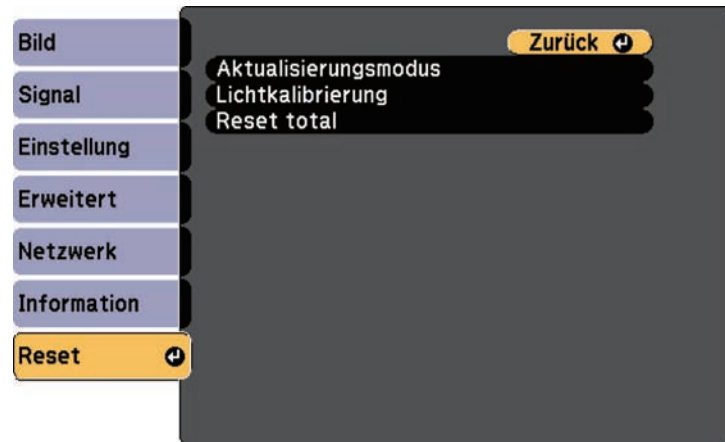 Bild
Signal
Einstellung
Erweitert
Netzwerk
Information
Reset
Zurück
Aktualisierungsmodus
Lichtkalibrierung
Reset total